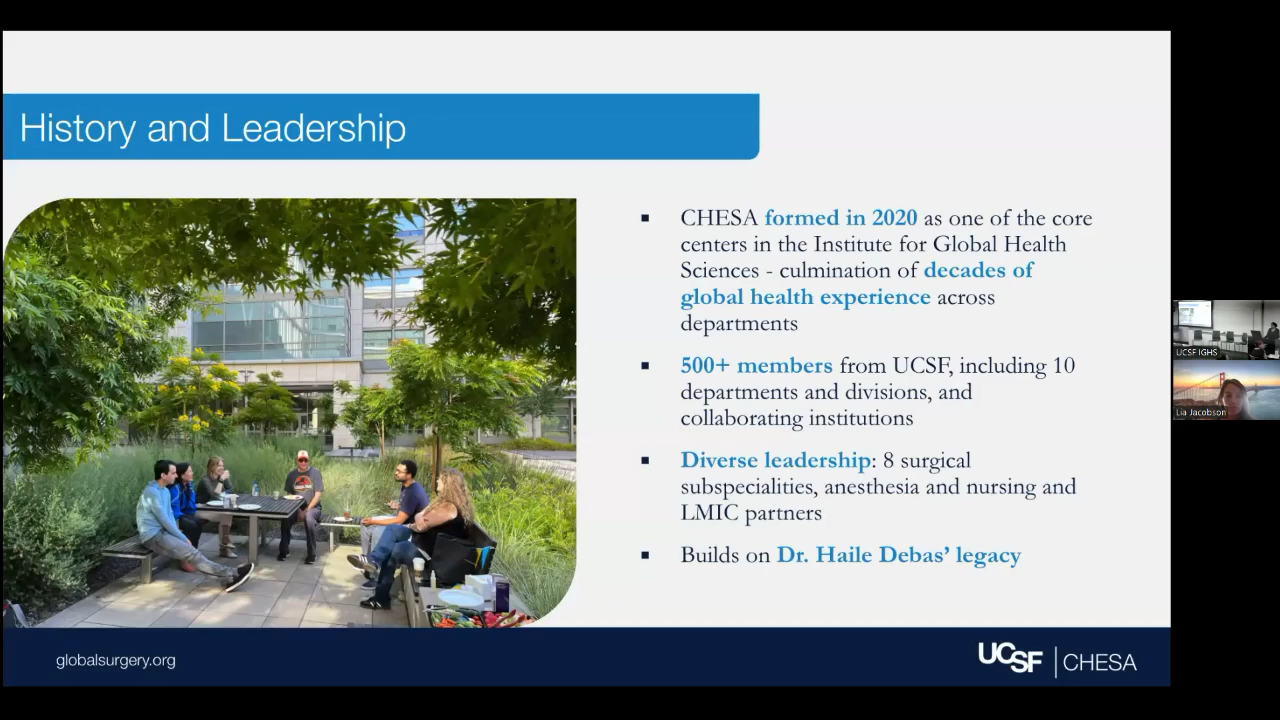 History and Leadership
▪ CHESA formed in 2020 as one of the core
centers in the Institute for Global Health
Sciences - culmination of decades of
global health experience across
departments
▪ 500+ members from UCSF, including 10
departments and divisions, and
collaborating institutions
▪ Diverse leadership: 8 surgical
subspecialities, anesthesia and nursing and
LMIC partners
▪ Builds on Dr. Haile Debas’ legacy
UCSF IGHS
Lia Jacobson
globalsurgery.org
UCSF | CHESA